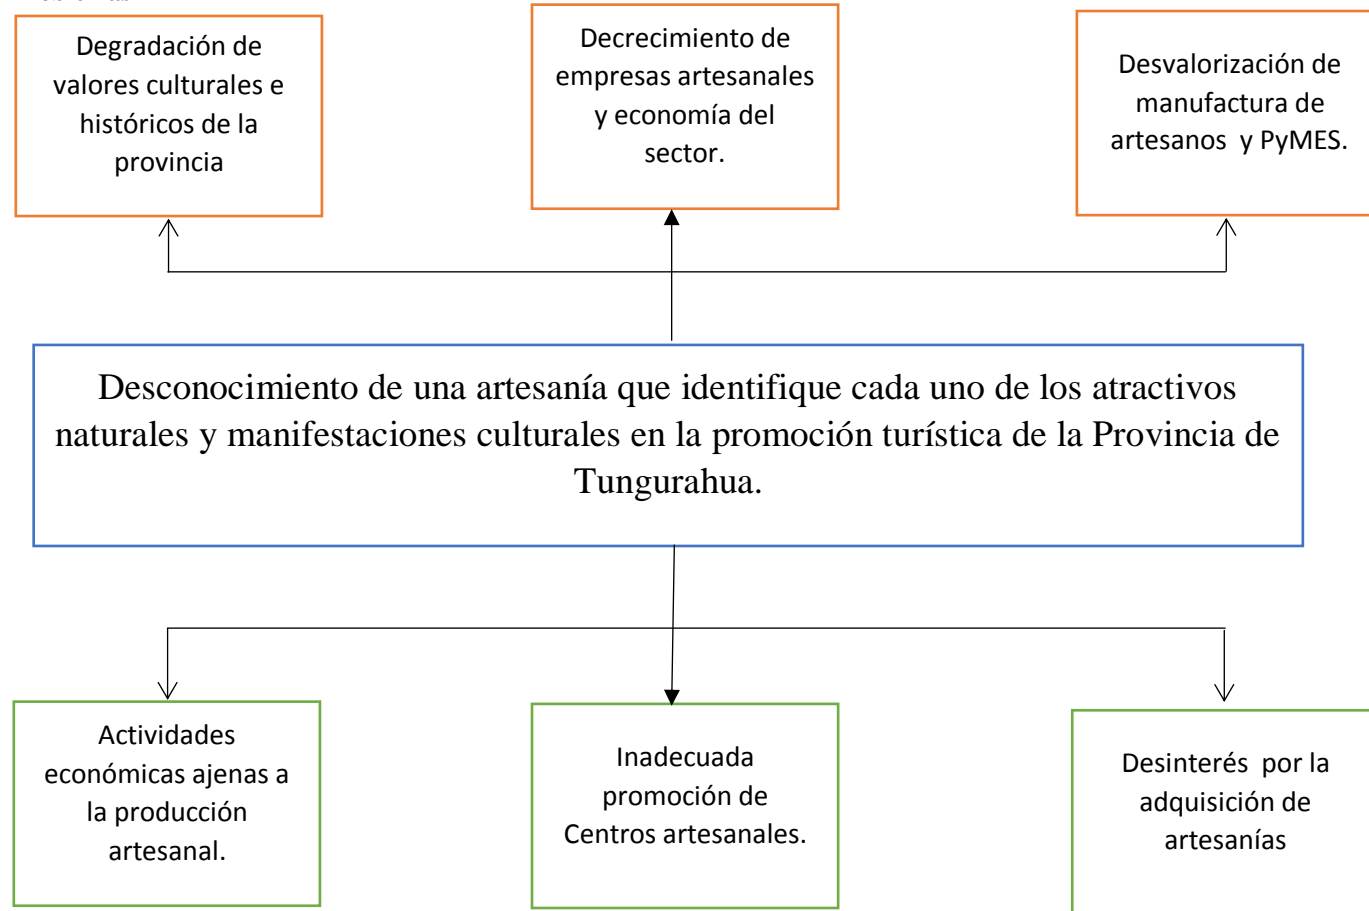 Degradación de
valores culturales e
históricos de la
provincia
Decrecimiento de
empresas artesanales
y economía del
sector.
Desvalorización de
manufactura de
artesanos y PyMES.
Desconocimiento de una artesanía que identifique cada uno de los atractivos
naturales y manifestaciones culturales en la promoción turística de la Provincia de
Tungurahua.
Actividades
económicas ajenas a
la producción
artesanal.
Inadecuada
promoción de
Centros artesanales.
Desinterés por la
adquisición de
artesanías